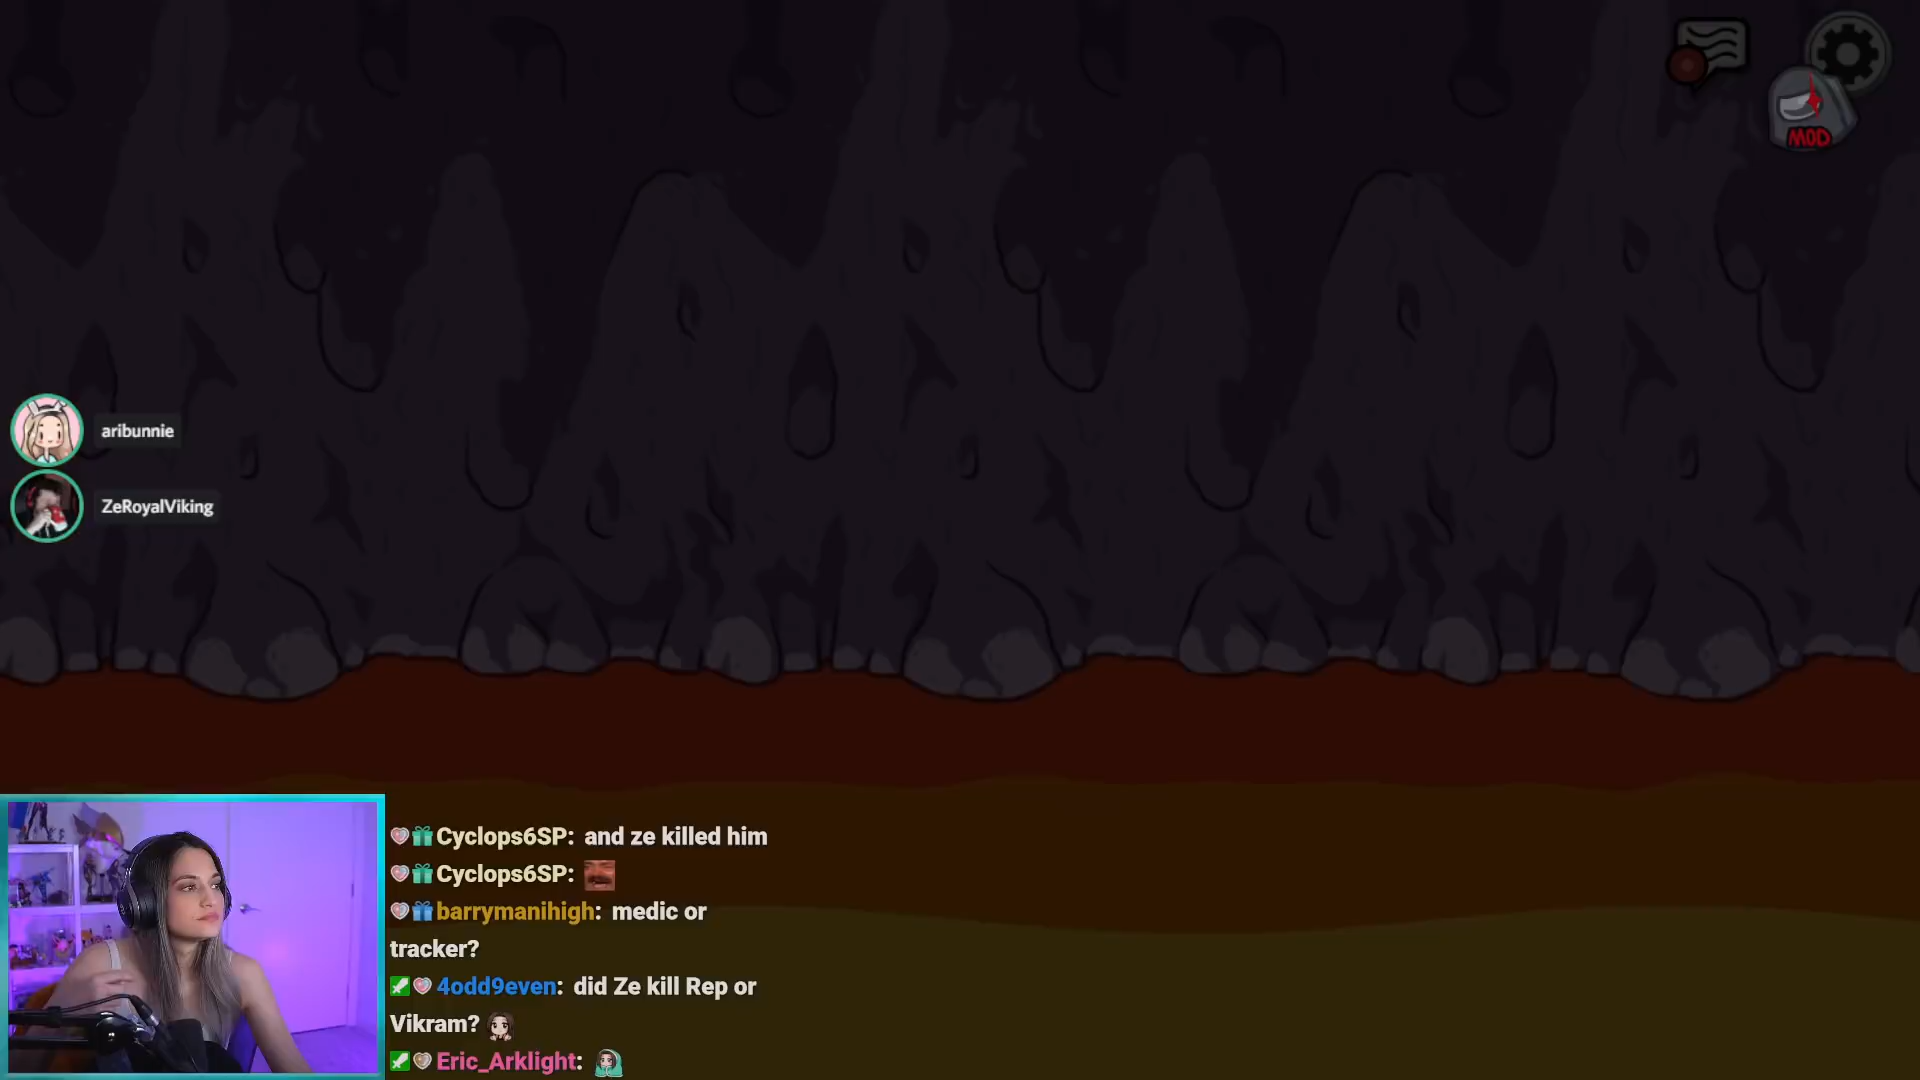 MOD
aribunnie
ZeRoyalViking
Cyclops6SP: and ze killed him
Cyclops6SP:
barrymanihigh: medic or
tracker?
4odd9even: did Ze kill Rep or
Vikram?
Eric_Arklight: